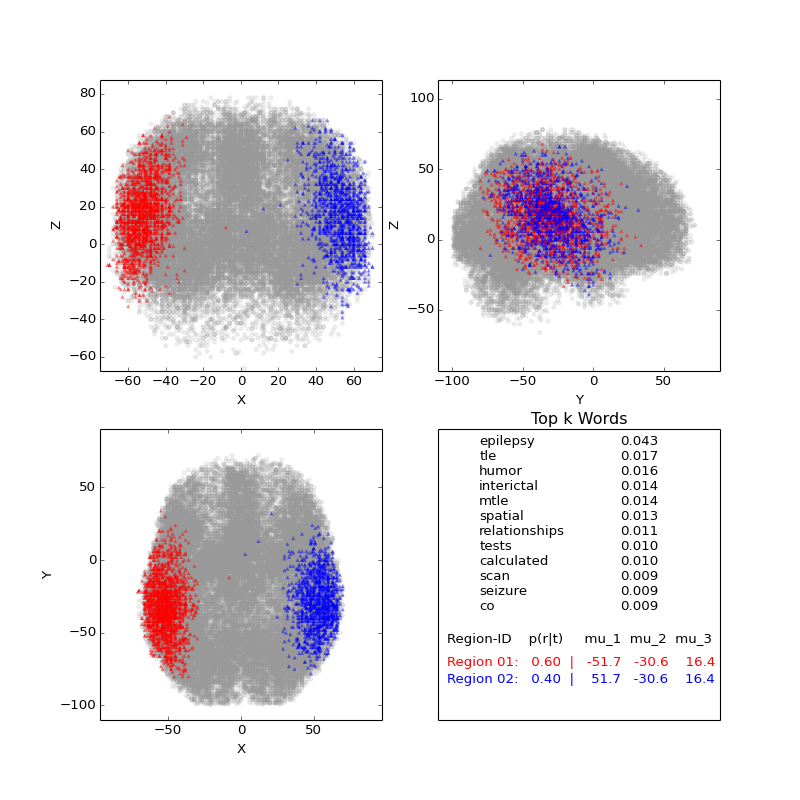 80
60
40
20
0
−20
−40
−60
Z
−60 −40 −20 0 20 40 60
X
100
50
0
−50
Z
−100 −50 0 50
Y
50
0
−50
−100
Y
−50 0 50
X
Top k Words
epilepsy 0.043
tle 0.017
humor 0.016
interictal 0.014
mtle 0.014
spatial 0.013
relationships 0.011
tests 0.010
calculated 0.010
scan 0.009
seizure 0.009
co 0.009
Region-ID p(r|t) mu_1 mu_2 mu_3
Region 01: 0.60 | -51.7 -30.6 16.4
Region 02: 0.40 | 51.7 -30.6 16.4